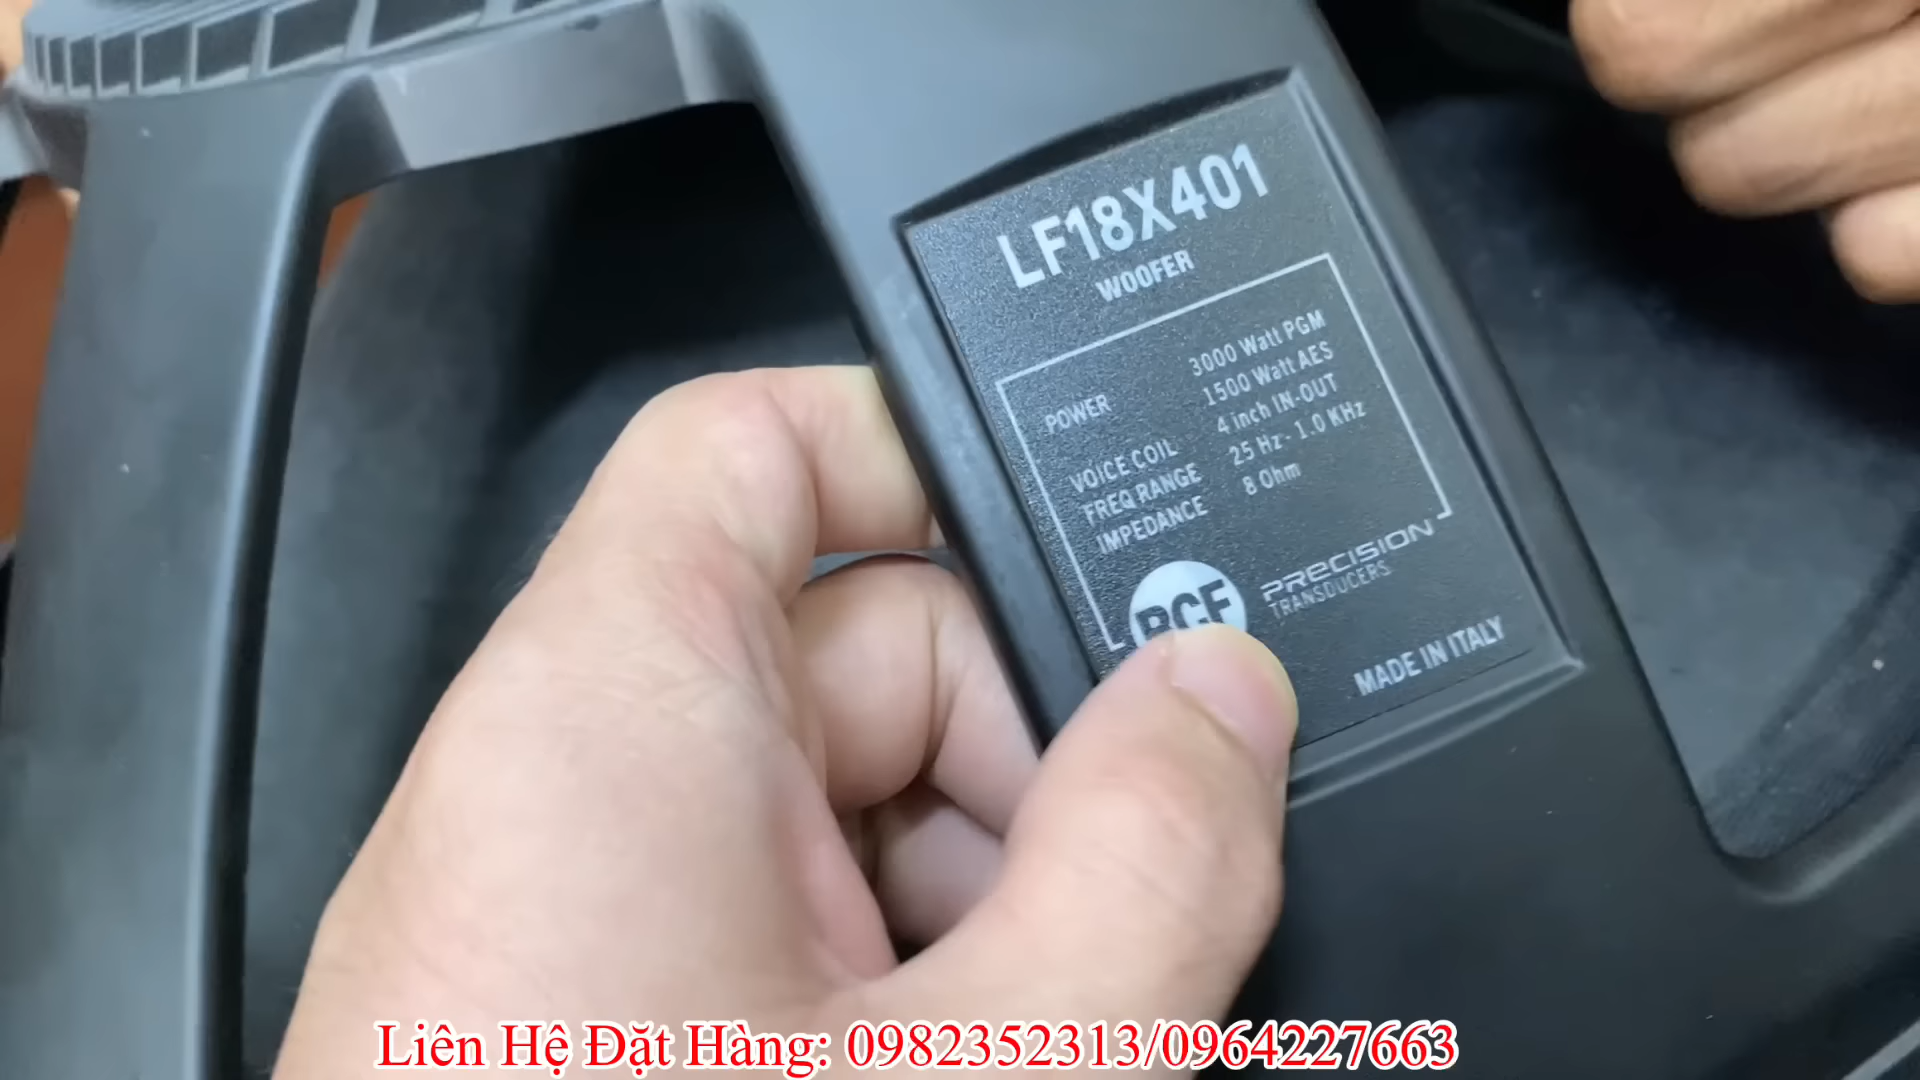 LF18X401
WOOFER
POWER 3000 Watt PGM
1500 Watt AES
VOICE COIL 4 inch IN-OUT
FREQ RANGE 25 Hz - 1.0 KHz
IMPEDANCE 8 Ohm
RCF PRECISION
TRANSDUCERS
MADE IN ITALY
Liên Hệ Đặt Hàng: 0982352313/0964227663